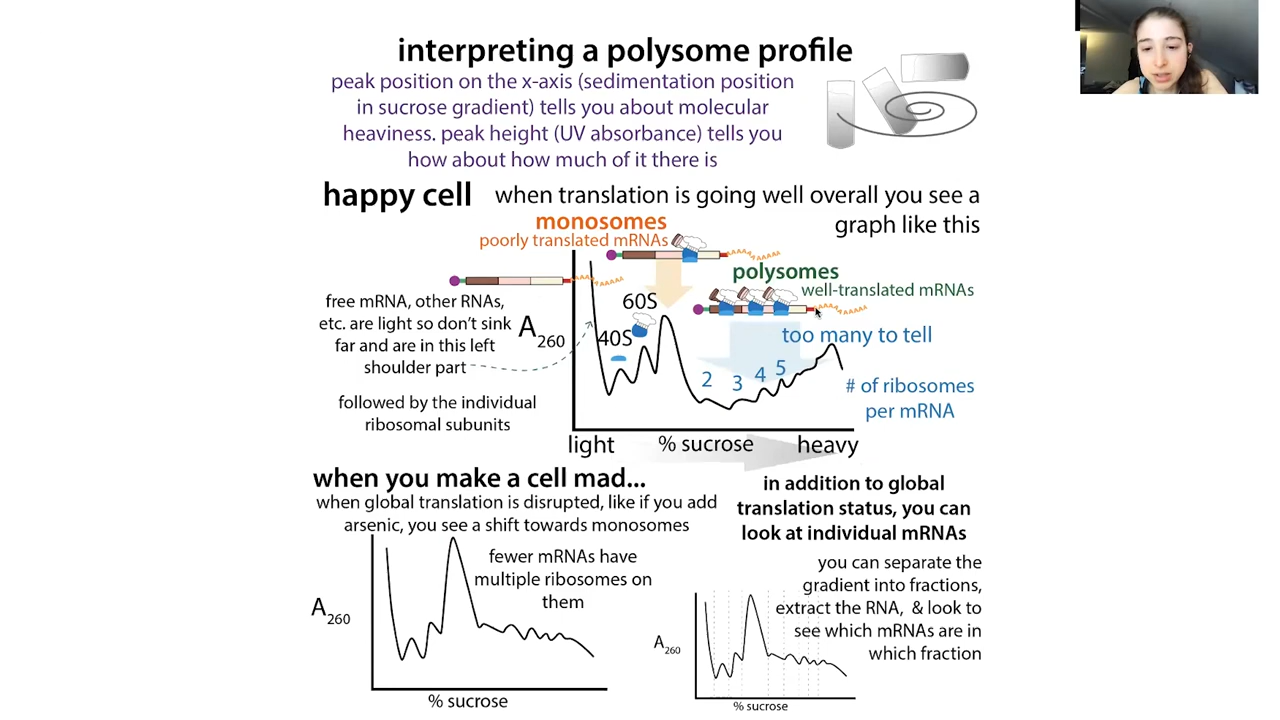 interpreting a polysome profile
peak position on the x-axis (sedimentation position
in sucrose gradient) tells you about molecular
heaviness. peak height (UV absorbance) tells you
how about how much of it there is
happy cell
when translation is going well overall you see a
graph like this
monosomes
poorly translated mRNAs
AAAAAA
polysomes
well-translated mRNAs
AAAAAA
AAAAAA
free mRNA, other RNAs,
etc. are light so don't sink
far and are in this left
shoulder part
followed by the individual
ribosomal subunits
A260
40S
60S
too many to tell
2
3
4
5
# of ribosomes
per mRNA
light
% sucrose
heavy
when you make a cell mad...
when global translation is disrupted, like if you add
arsenic, you see a shift towards monosomes
fewer mRNAs have
multiple ribosomes on
them
A260
% sucrose
in addition to global
translation status, you can
look at individual mRNAs
you can separate the
gradient into fractions,
extract the RNA, & look to
see which mRNAs are in
which fraction
A260
% sucrose